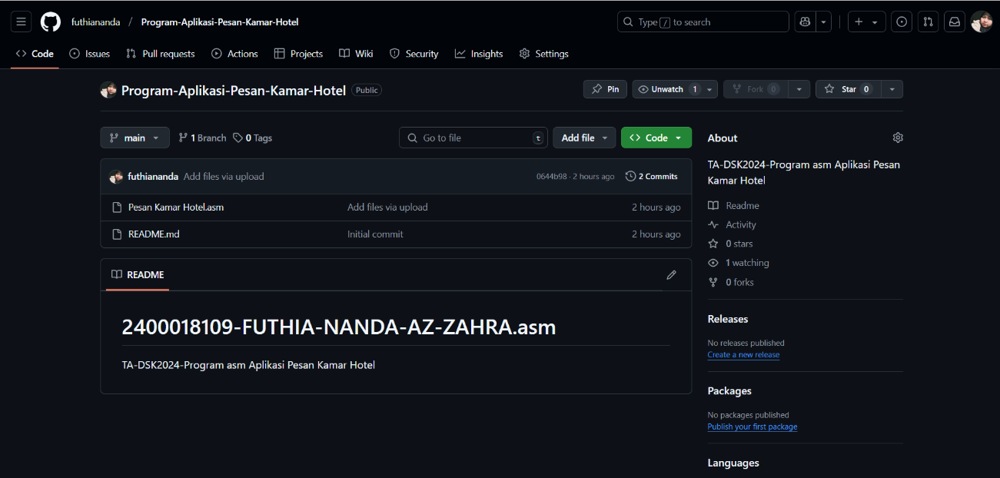 futhiananda / Program-Aplikasi-Pesan-Kamar-Hotel
Type / to search
Code Issues Pull requests Actions Projects Wiki Security Insights Settings
Program-Aplikasi-Pesan-Kamar-Hotel Public
Pin Unwatch 1 Fork 0 Star 0
main 1 Branch 0 Tags
Go to file t Add file Code
futhiananda Add files via upload 0644b98 · 2 hours ago 2 Commits
Pesan Kamar Hotel.asm Add files via upload 2 hours ago
README.md Initial commit 2 hours ago
README
2400018109-FUTHIA-NANDA-AZ-ZAHRA.asm
TA-DSK2024-Program asm Aplikasi Pesan Kamar Hotel
About
TA-DSK2024-Program asm Aplikasi Pesan
Kamar Hotel
Readme
Activity
0 stars
1 watching
0 forks
Releases
No releases published
Create a new release
Packages
No packages published
Publish your first package
Languages